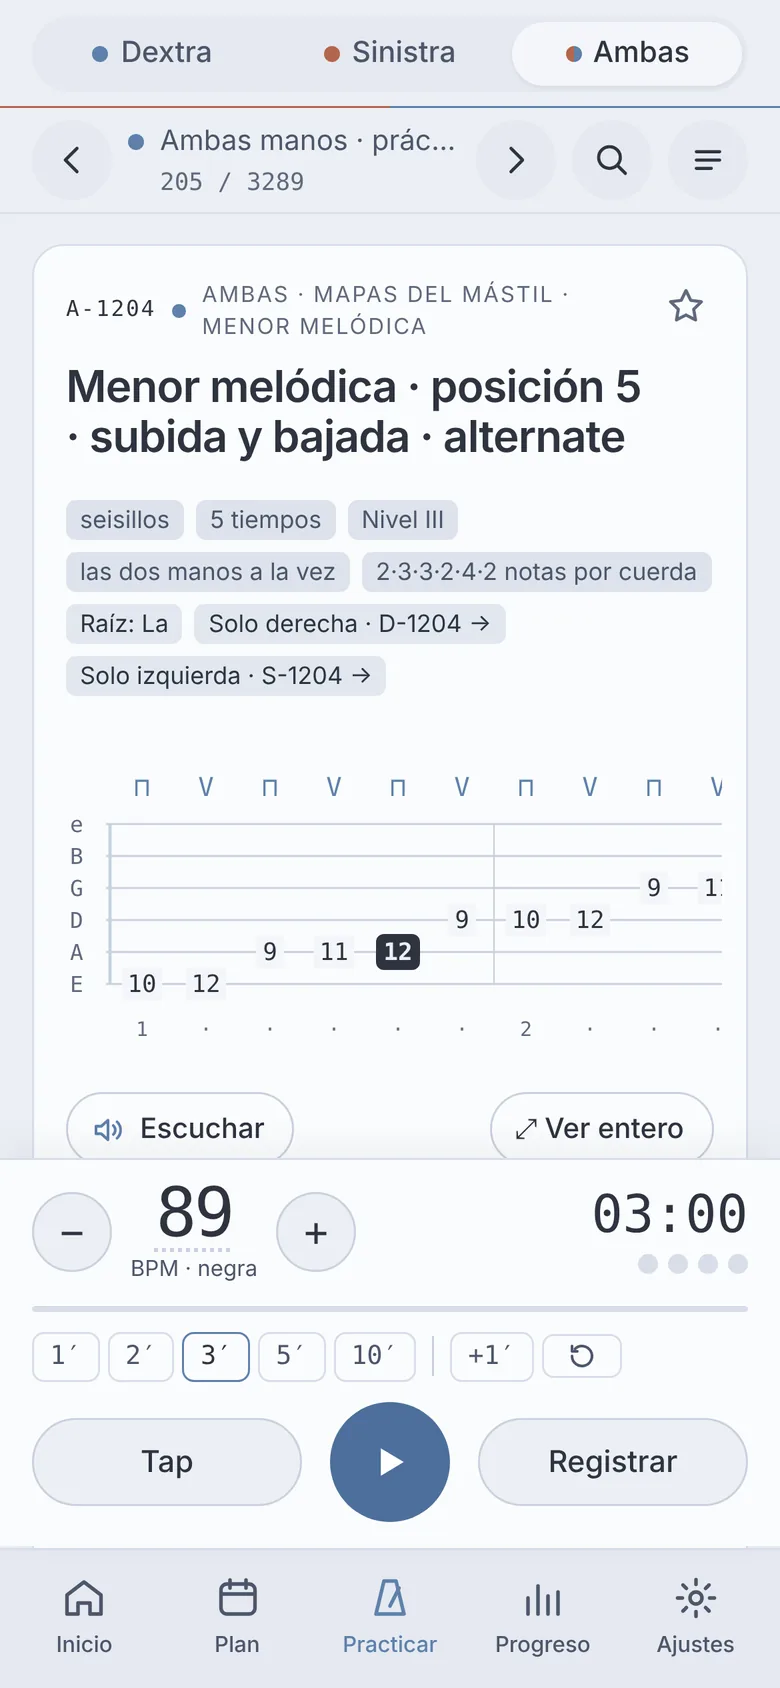 Dextra Sinistra Ambas
Ambas manos · prác...
205 / 3289
A-1204 AMBAS · MAPAS DEL MÁSTIL ·
MENOR MELÓDICA
Menor melódica · posición 5
· subida y bajada · alternate
seisillos 5 tiempos Nivel III
las dos manos a la vez 2·3·3·2·4·2 notas por cuerda
Raíz: La Solo derecha · D-1204 →
Solo izquierda · S-1204 →
Π V Π V Π V Π V Π V
e
B
G 9 11
D 9 10 12
A 9 11 12
E 10 12
1 · · · · · 2 · · ·
Escuchar Ver entero
− 89 + 03:00
BPM · negra
1′ 2′ 3′ 5′ 10′ +1′
Tap Registrar
Inicio Plan Practicar Progreso Ajustes